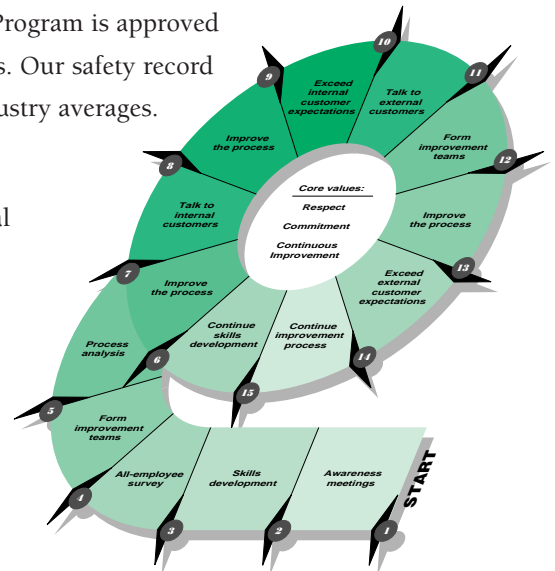 Program is approved
s. Our safety record
ustry averages.
al
START
1
Awareness
meetings
2
Skills
development
3
All-employee
survey
4
Form
improvement
teams
5
Process
analysis
6
Improve
the process
7
Talk to
internal
customers
8
Improve
the process
9
Exceed
internal
customer
expectations
10
Talk to
external
customers
11
Form
improvement
teams
12
Improve
the process
13
Exceed
external
customer
expectations
14
Continue
improvement
process
15
Continue
skills
development
Core values:
Respect
Commitment
Continuous
Improvement